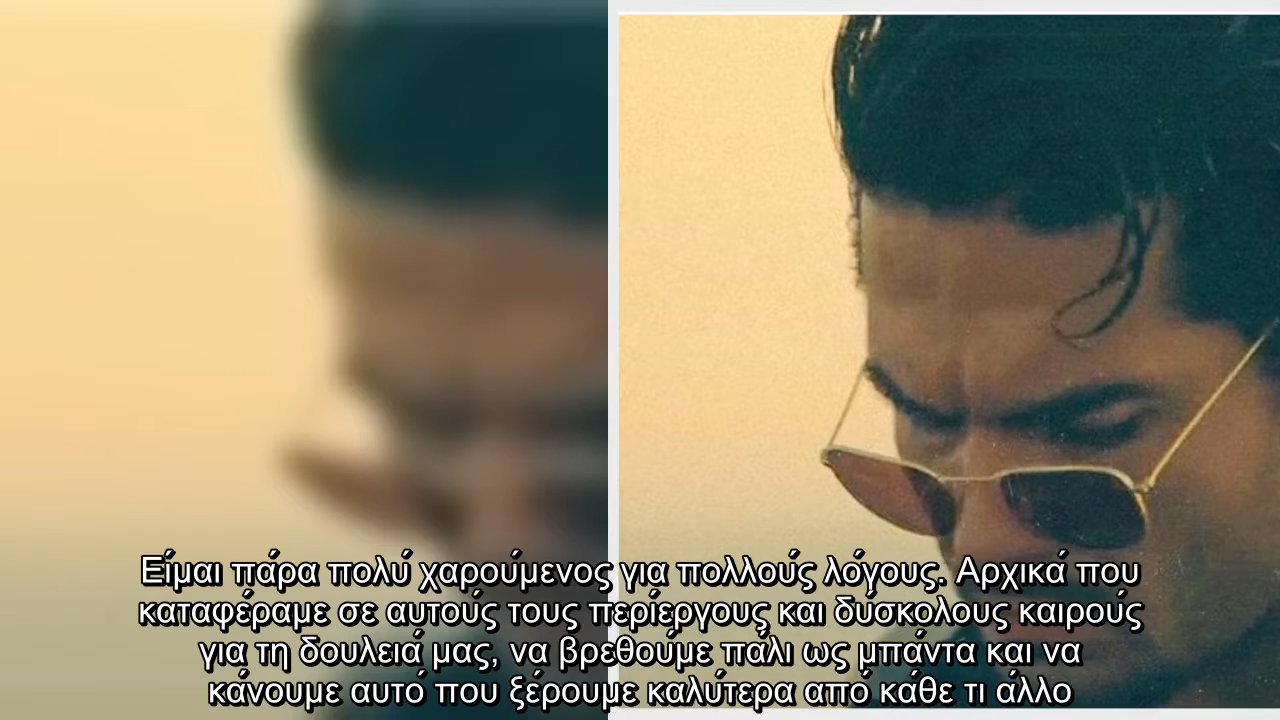 Είμαι πάρα πολύ χαρούμενος για πολλούς λόγους. Αρχικά που
καταφέραμε σε αυτούς τους περίεργους και δύσκολους καιρούς
για τη δουλειά μας, να βρεθούμε πάλι ως μπάντα και να
κάνουμε αυτό που ξέρουμε καλύτερα από κάθε τι άλλο